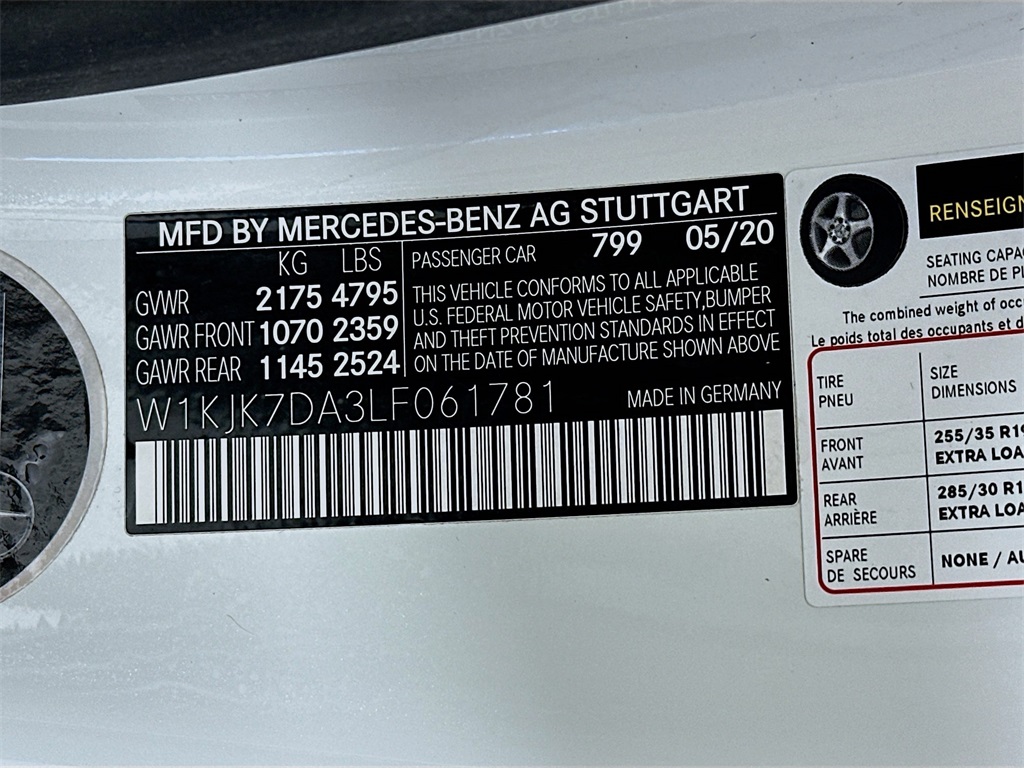 MFD BY MERCEDES-BENZ AG STUTTGART
KG LBS
GVWR 2175 4795
GAWR FRONT 1070 2359
GAWR REAR 1145 2524
PASSENGER CAR 799 05/20
THIS VEHICLE CONFORMS TO ALL APPLICABLE
U.S. FEDERAL MOTOR VEHICLE SAFETY,BUMPER
AND THEFT PREVENTION STANDARDS IN EFFECT
ON THE DATE OF MANUFACTURE SHOWN ABOVE
W1KJK7DA3LF061781
MADE IN GERMANY
RENSEIGN
SEATING CAPA
NOMBRE DE P
The combined weight of occ
Le poids total des occupants et d
TIRE
PNEU
SIZE
DIMENSIONS
FRONT
AVANT
255/35 R19
EXTRA LOA
REAR
ARRIÈRE
285/30 R1
EXTRA LOA
SPARE
DE SECOURS
NONE / AU